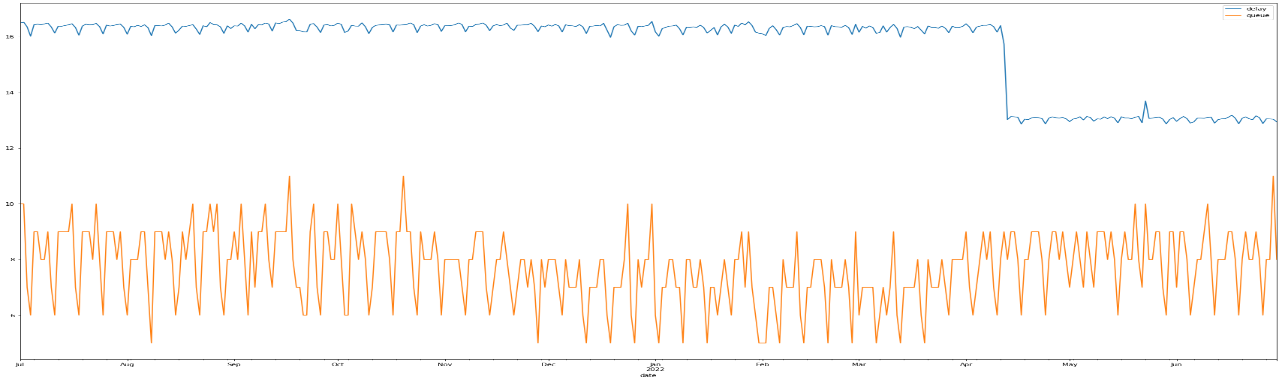 delay
queue
16
14
12
10
8
6
Jul
Aug
Sep
Oct
Nov
Dec
Jan
2022
Feb
Mar
Apr
May
Jun
date